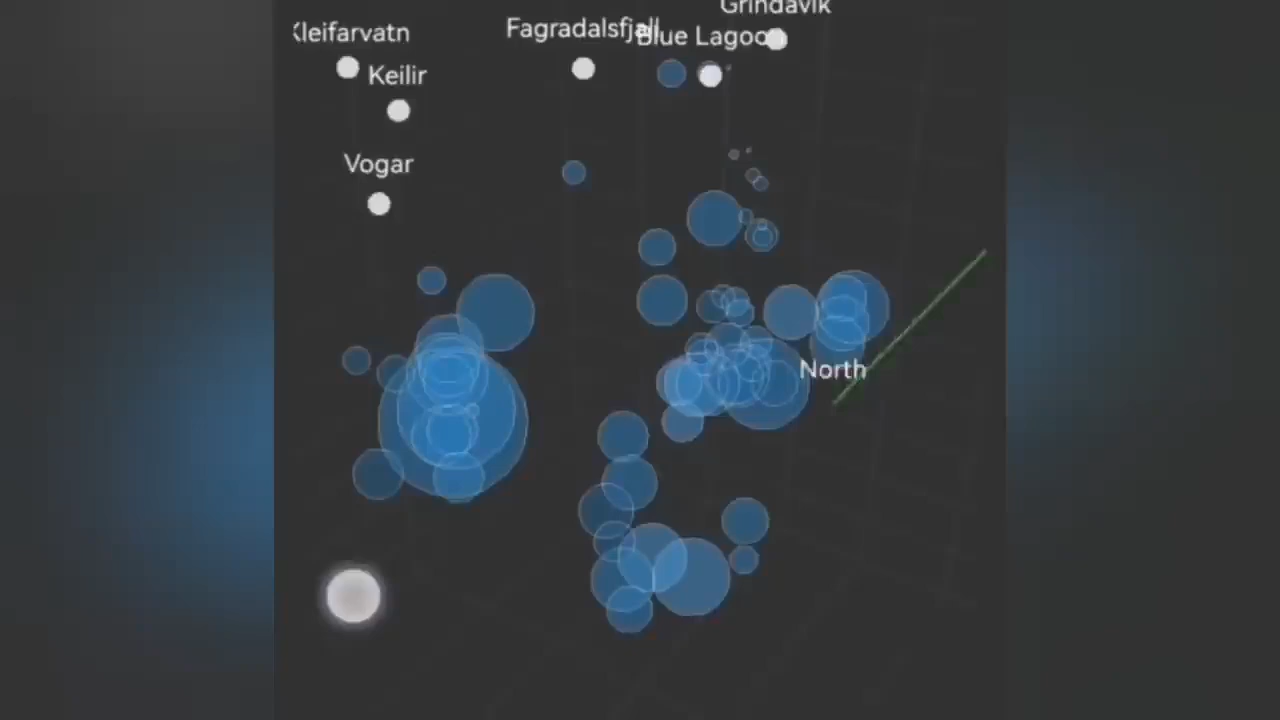 Grindavik
Kleifarvatn
Fagradalsfjall
Blue Lagoon
Keilir
Vogar
North